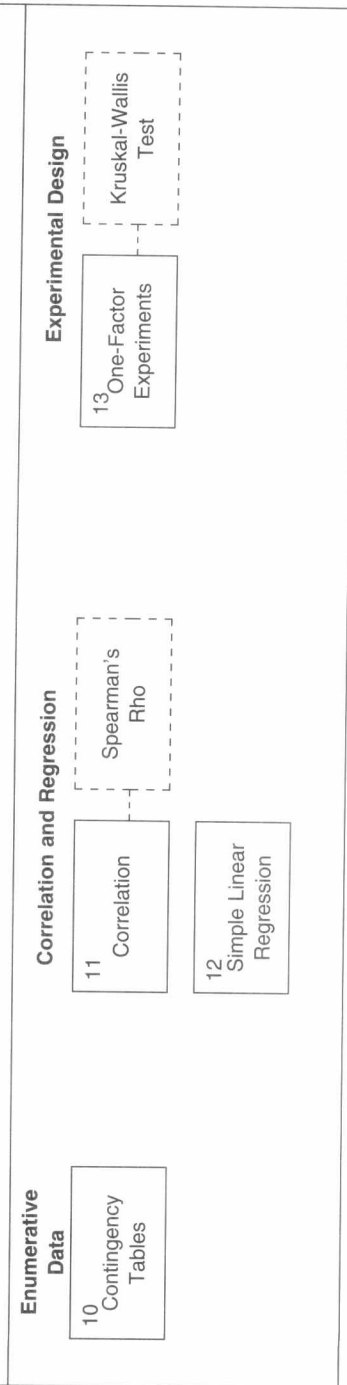 Enumerative
Data
10
Contingency
Tables
Correlation and Regression
11
Correlation
Spearman's
Rho
12
Simple Linear
Regression
Experimental Design
13
One-Factor
Experiments
Kruskal-Wallis
Test